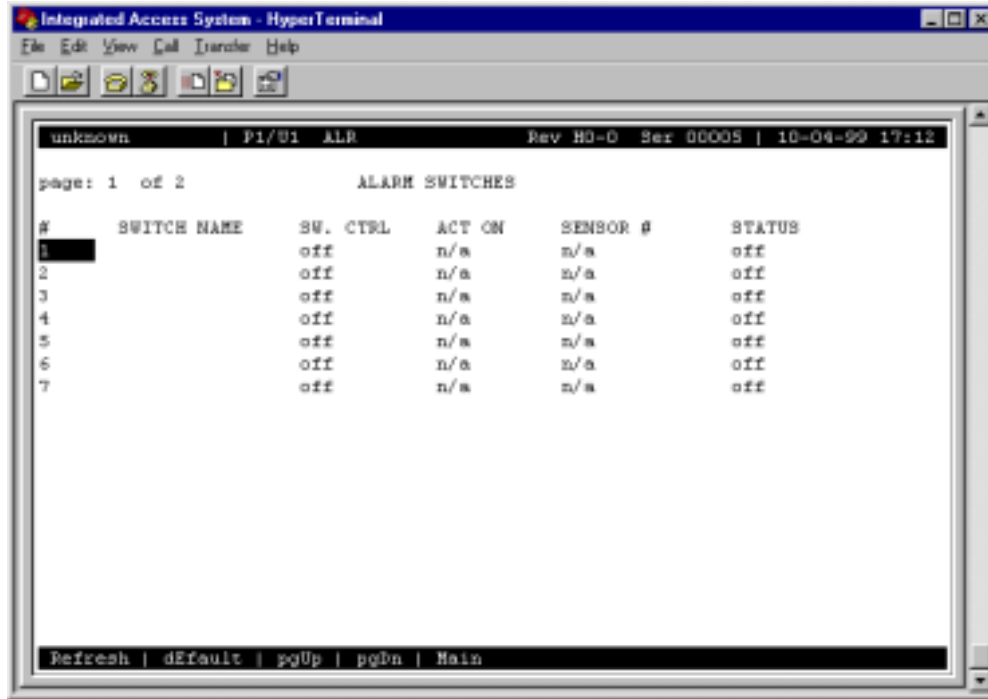 Integrated Access System - HyperTerminal
File Edit View Call Transfer Help
unknown | P1/U1 ALR Rev H0-0 Ser 00005 | 10-04-99 17:12
page: 1 of 2 ALARM SWITCHES
# SWITCH NAME SW. CTRL ACT ON SENSOR # STATUS
1 off n/a n/a off
2 off n/a n/a off
3 off n/a n/a off
4 off n/a n/a off
5 off n/a n/a off
6 off n/a n/a off
7 off n/a n/a off
Refresh | dEfault | pgUp | pgDn | Main